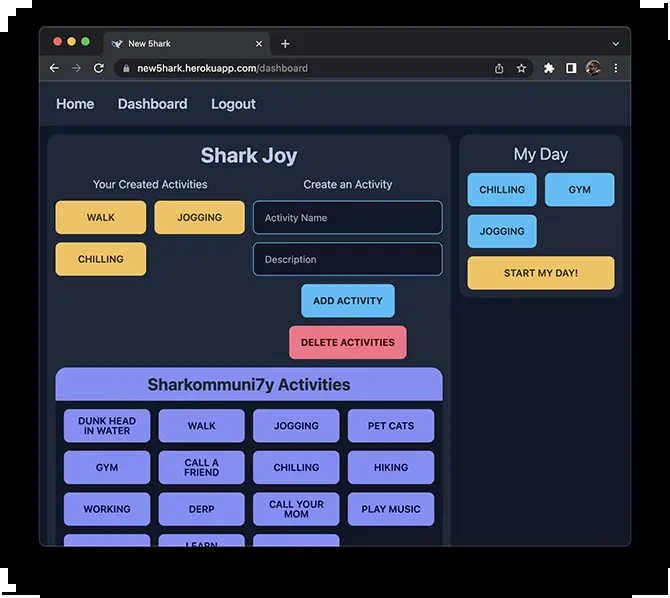 New 5hark
new5hark.herokuapp.com/dashboard
Home Dashboard Logout
Shark Joy
Your Created Activities
WALK JOGGING
CHILLING
Create an Activity
Activity Name
Description
ADD ACTIVITY
DELETE ACTIVITIES
My Day
CHILLING GYM
JOGGING
START MY DAY!
Sharkommuni7y Activities
DUNK HEAD
IN WATER
WALK
JOGGING
PET CATS
GYM
CALL A
FRIEND
CHILLING
HIKING
WORKING
DERP
CALL YOUR
MOM
PLAY MUSIC
LEARN